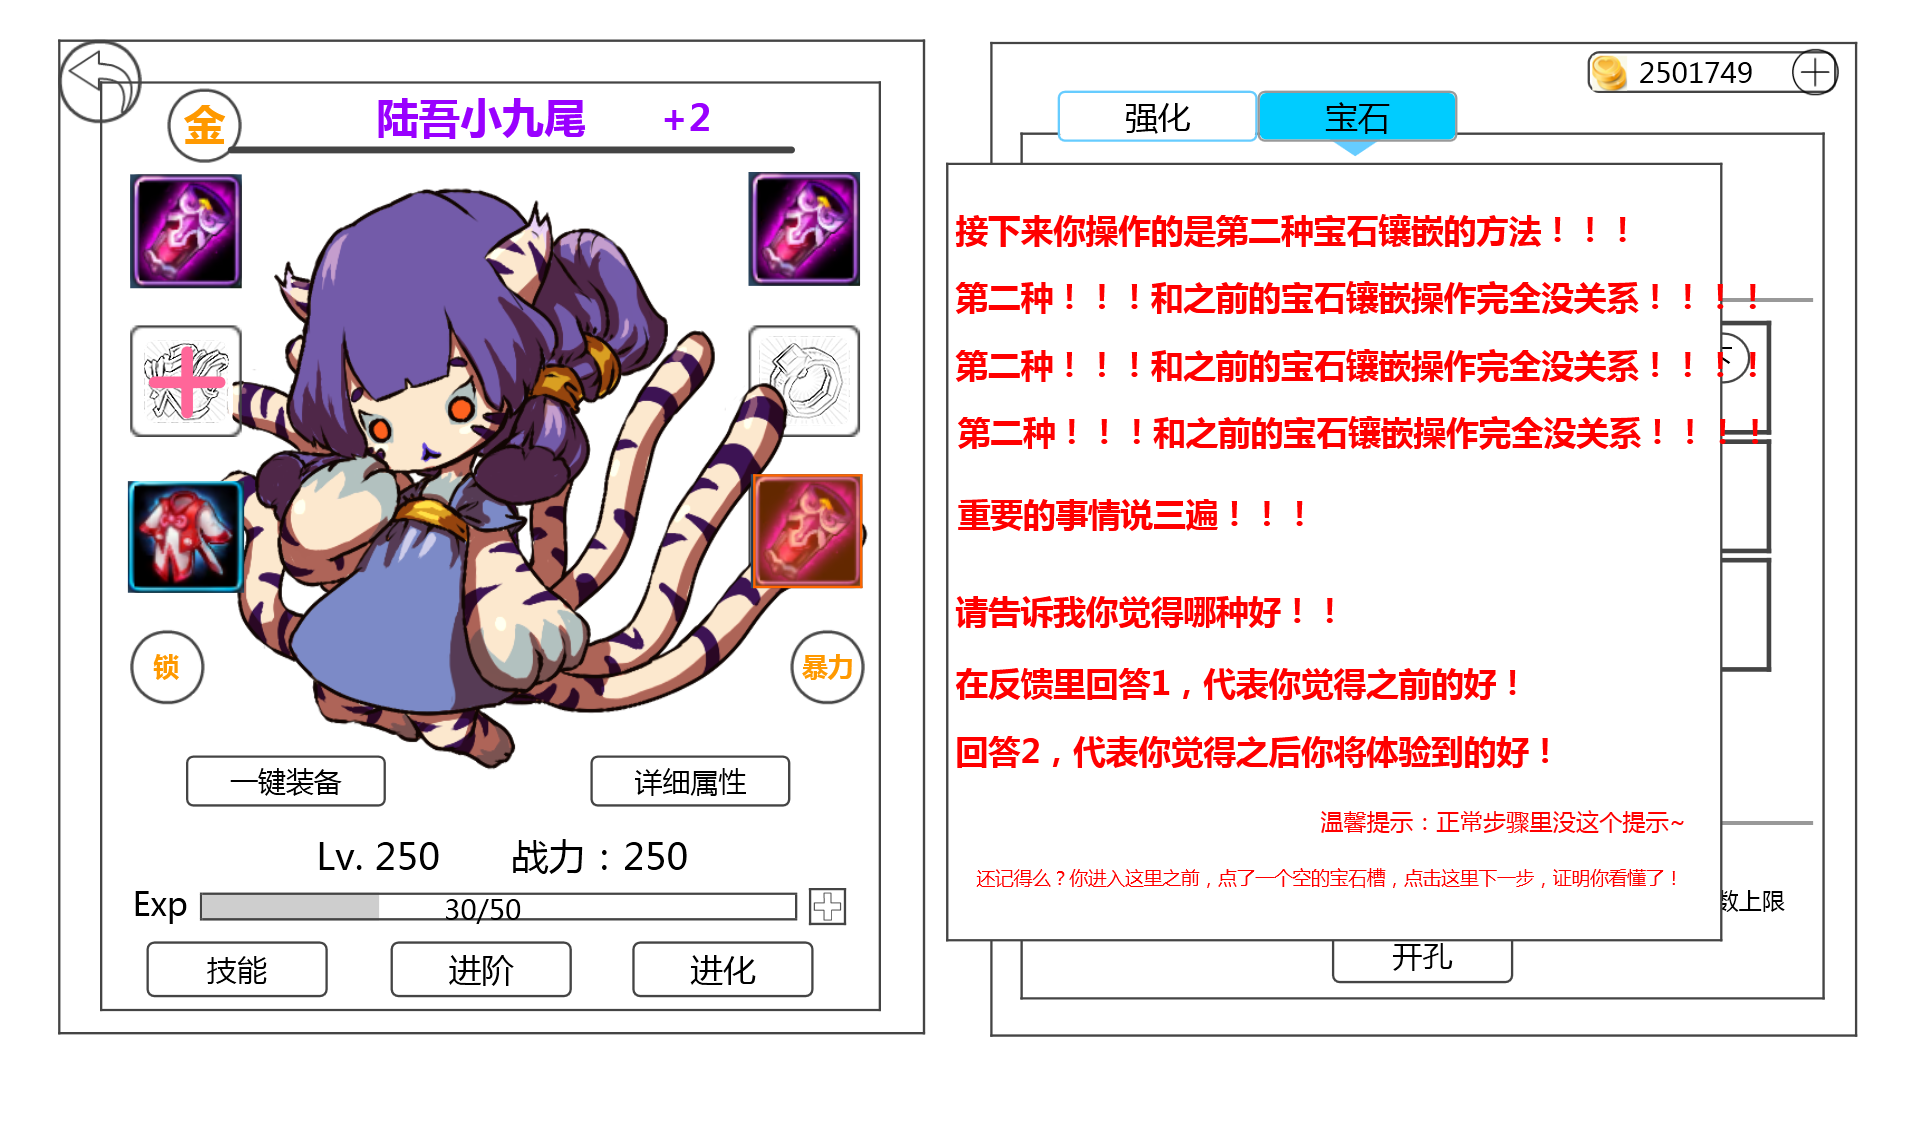 金
陆吾小九尾 +2
锁
暴力
一键装备
详细属性
Lv. 250 战力：250
Exp 30/50
技能
进阶
进化
2501749
强化
宝石
接下来你操作的是第二种宝石镶嵌的方法！！！
第二种！！！和之前的宝石镶嵌操作完全没关系！！！！
第二种！！！和之前的宝石镶嵌操作完全没关系！！！！
第二种！！！和之前的宝石镶嵌操作完全没关系！！！！
重要的事情说三遍！！！
请告诉我你觉得哪种好！！
在反馈里回答1，代表你觉得之前的好！
回答2，代表你觉得之后你将体验到的好！
温馨提示：正常步骤里没这个提示~
还记得么？你进入这里之前，点了一个空的宝石槽，点击这里下一步，证明你看懂了！
数上限
开孔